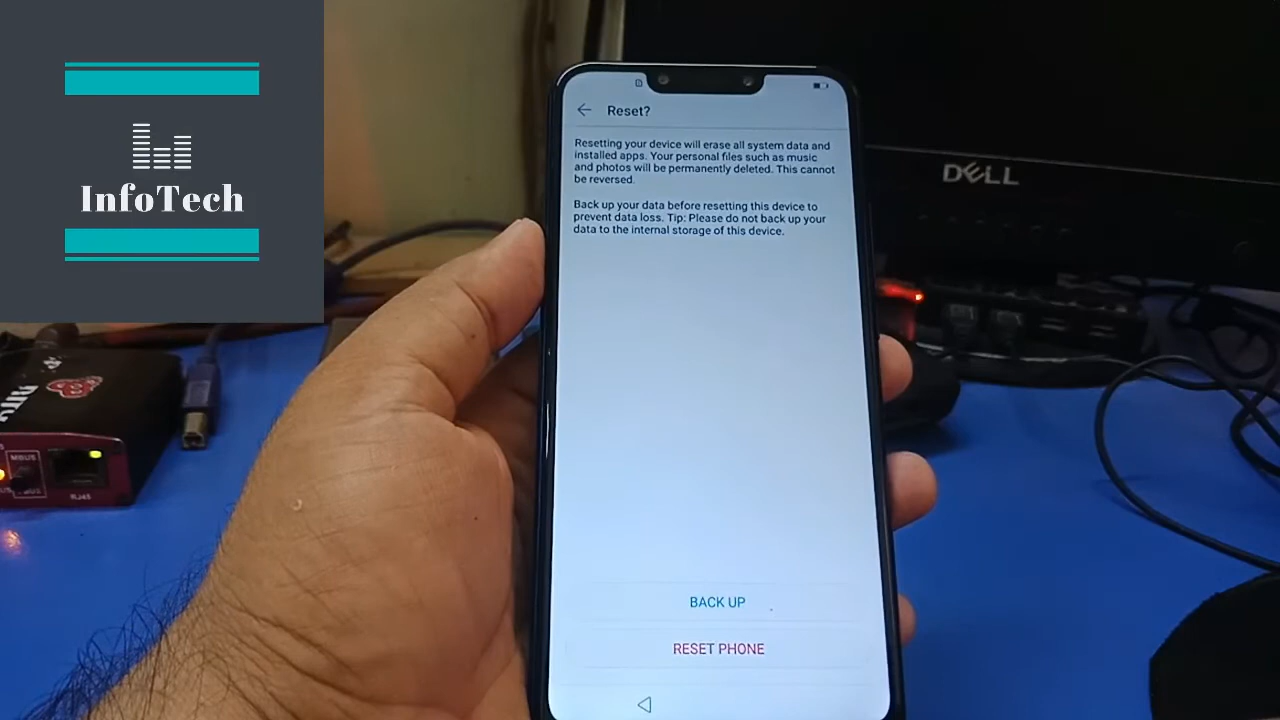 InfoTech
Reset?
Resetting your device will erase all system data and
installed apps. Your personal files such as music
and photos will be permanently deleted. This cannot
be reversed.
Back up your data before resetting this device to
prevent data loss. Tip: Please do not back up your
data to the internal storage of this device.
BACK UP
RESET PHONE
DELL
MBUS
RJ45